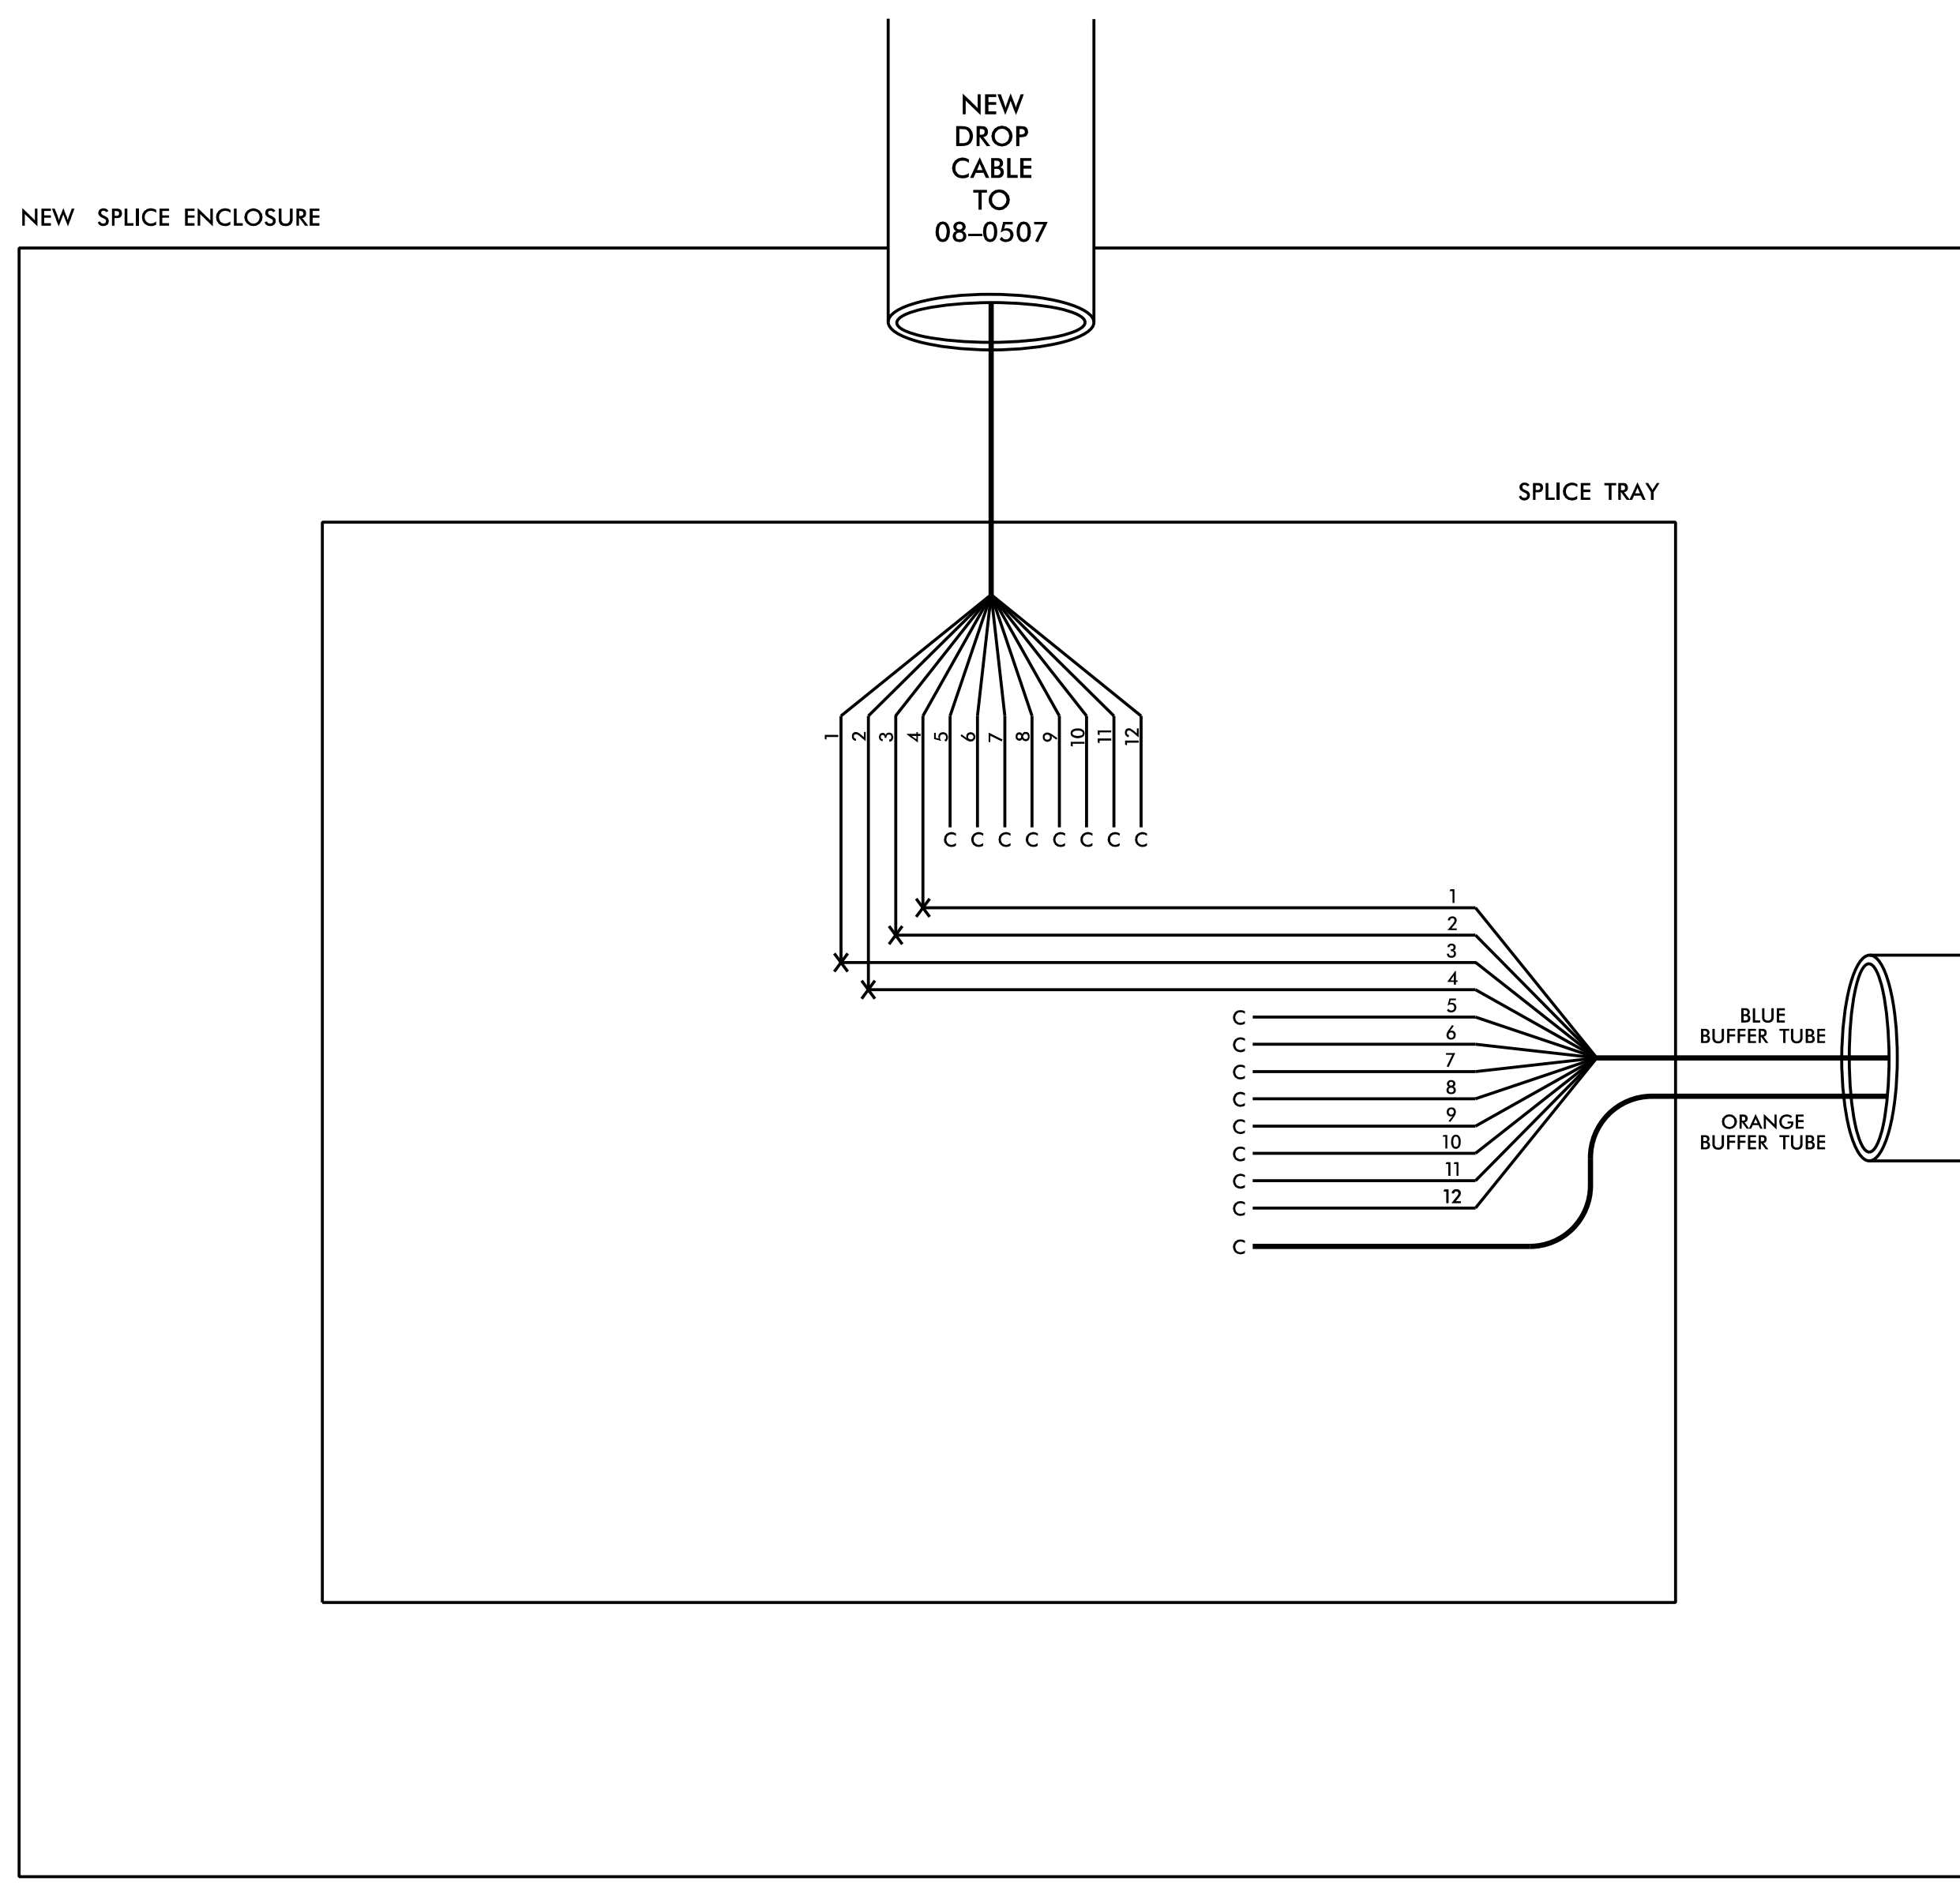 NEW
DROP
CABLE
TO
08–0507
NEW SPLICE ENCLOSURE
SPLICE TRAY
1 2 3 4 5 6 7 8 9 10 11 12
C C C C C C C C
1
2
3
4
5
C
6
C
7
C
8
C
9
C
10
C
11
C
12
C
C
BLUE
BUFFER TUBE
ORANGE
BUFFER TUBE